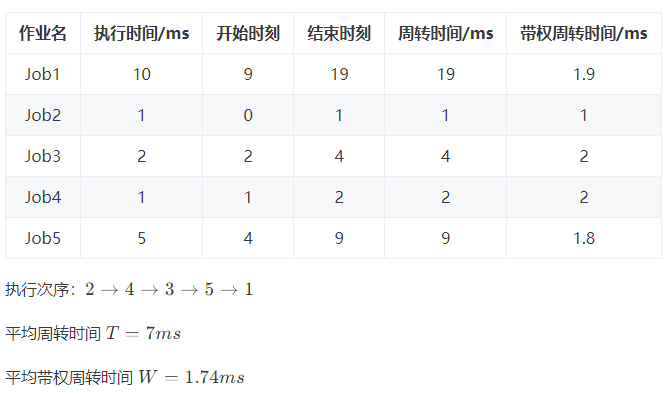 作业名 执行时间/ms 开始时刻 结束时刻 周转时间/ms 带权周转时间/ms
Job1 10 9 19 19 1.9
Job2 1 0 1 1 1
Job3 2 2 4 4 2
Job4 1 1 2 2 2
Job5 5 4 9 9 1.8
执行次序：2 → 4 → 3 → 5 → 1
平均周转时间 T = 7ms
平均带权周转时间 W = 1.74ms